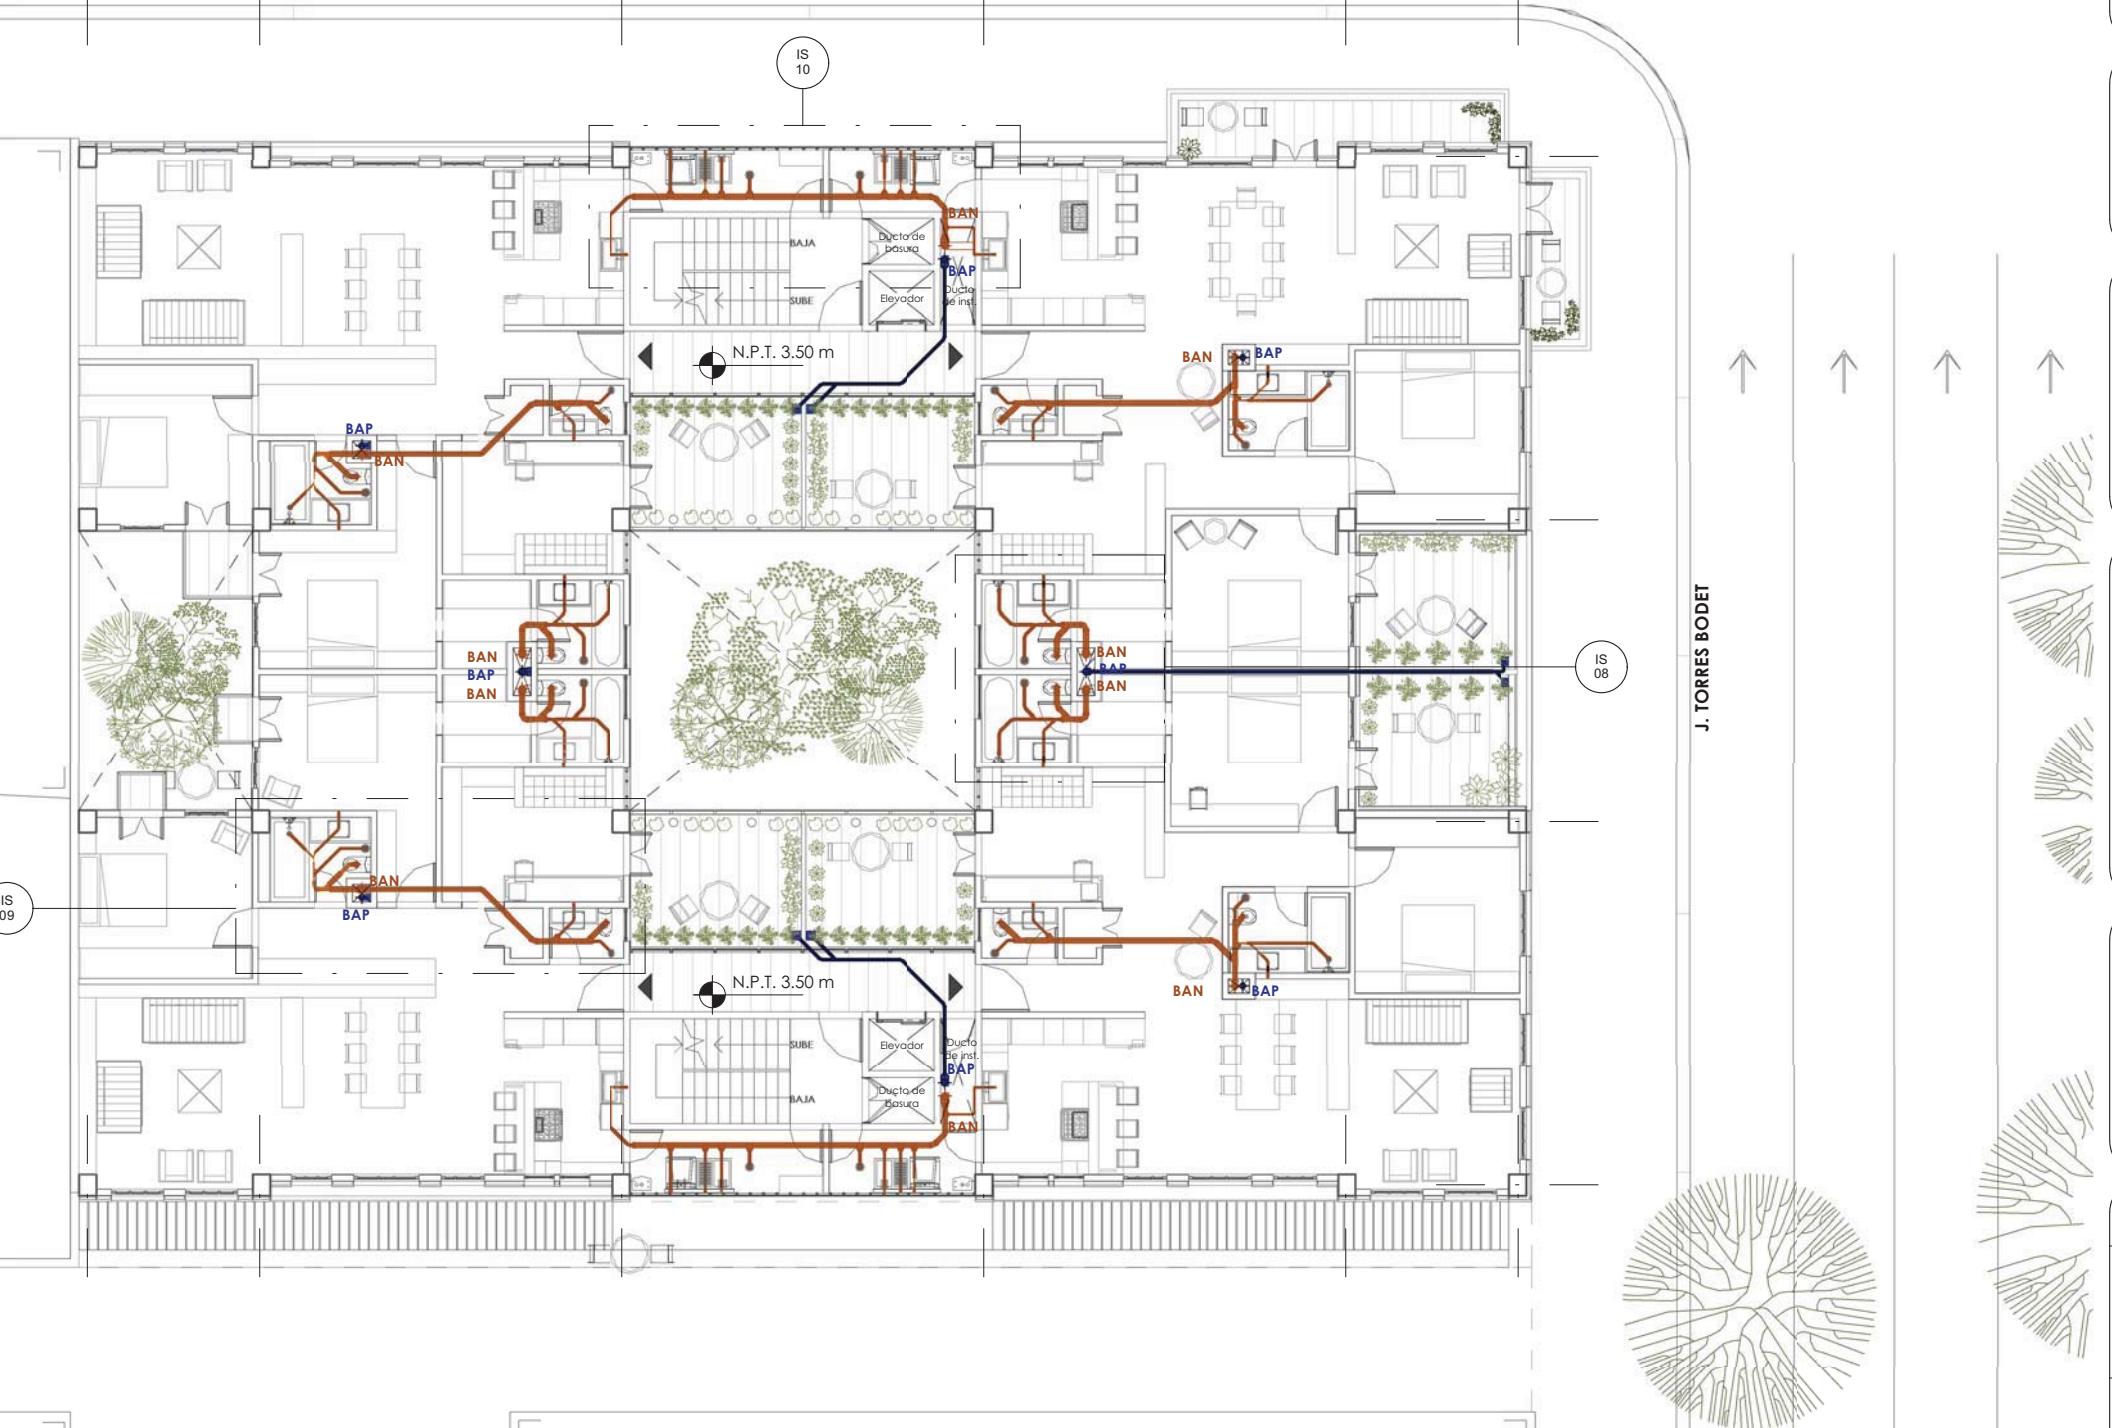 IS
10
BAN
BAJA
Ducto de
basura
BAP
Ducto
de inst.
Elevador
SUBE
N.P.T. 3.50 m
BAN
BAP
BAP
BAN
J. TORRES BODET
BAN
BAP
BAN
BAN
BAP
BAN
IS
08
BAN
BAP
IS
09
N.P.T. 3.50 m
BAN
BAP
SUBE
Elevador
Ducto
de inst.
BAP
Ducto de
basura
BAJA
BAN